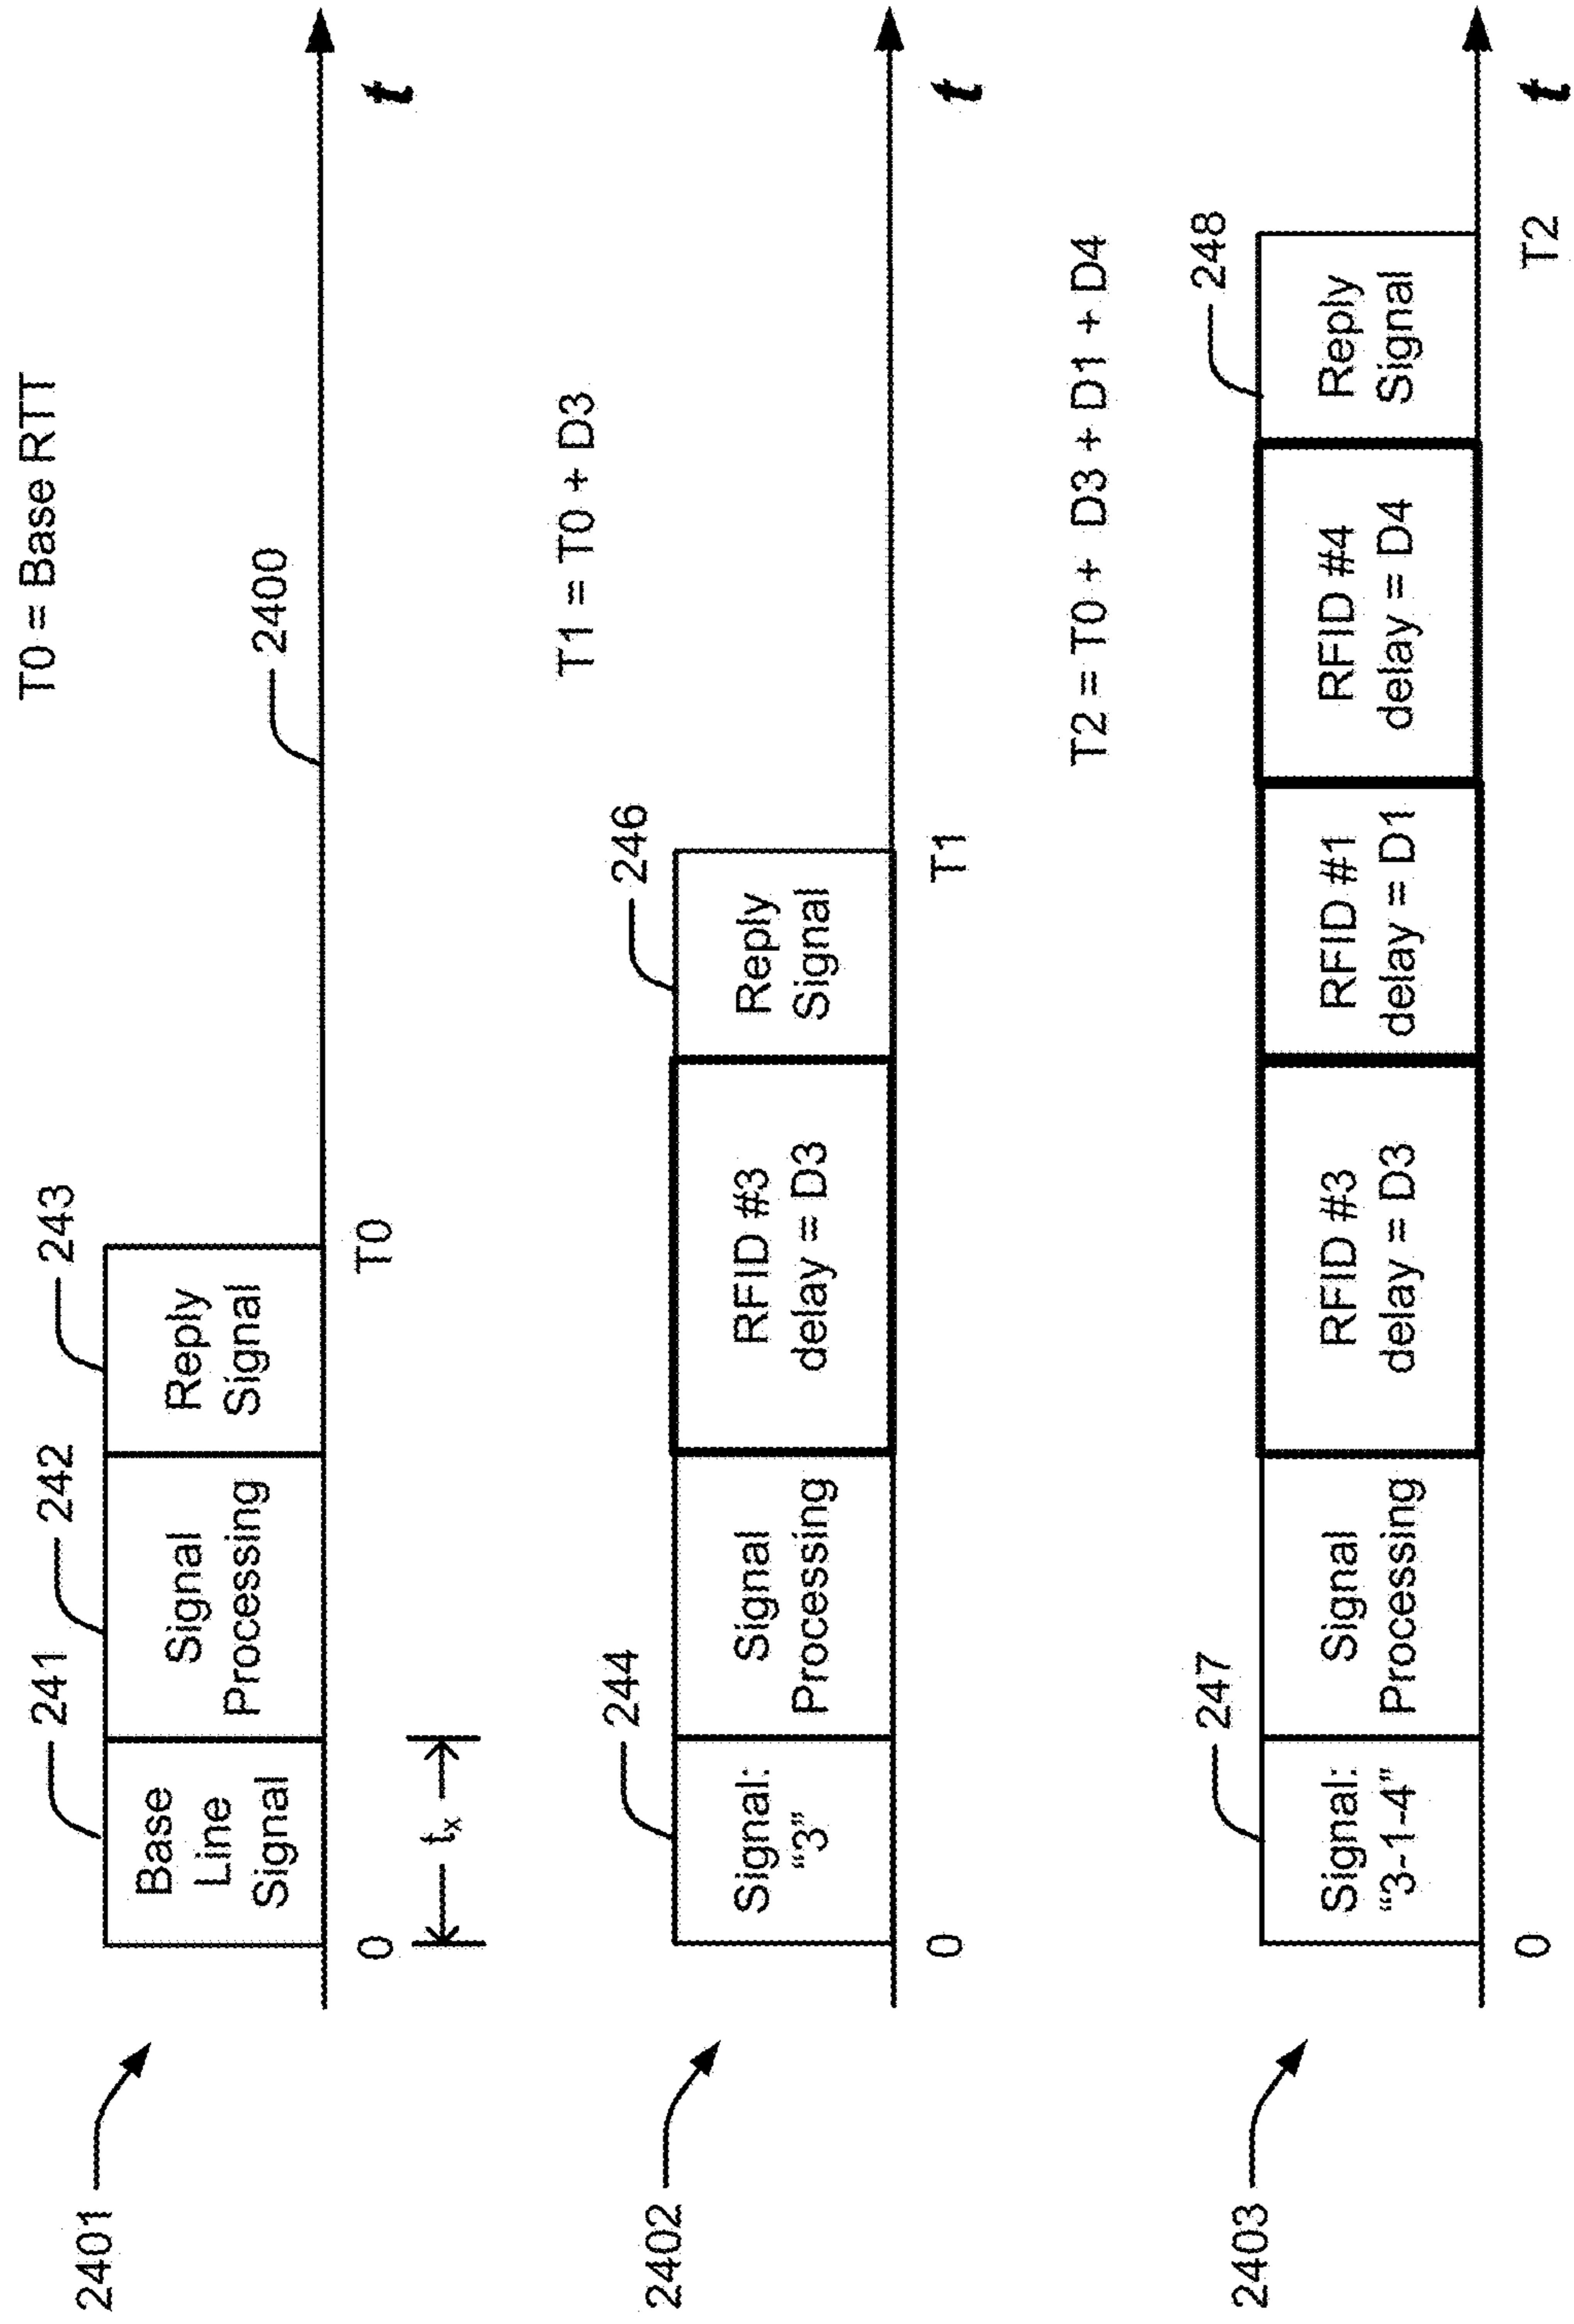 T0 = Base RTT
2401
241
242
243
2400
Base
Line
Signal
Signal
Processing
Reply
Signal
0
T0
t
tx
T1 = T0 + D3
2402
244
246
Signal:
“3”
Signal
Processing
RFID #3
delay = D3
Reply
Signal
0
T1
t
T2 = T0 + D3 + D1 + D4
2403
247
248
Signal:
“3-1-4”
Signal
Processing
RFID #3
delay = D3
RFID #1
delay = D1
RFID #4
delay = D4
Reply
Signal
0
T2
t